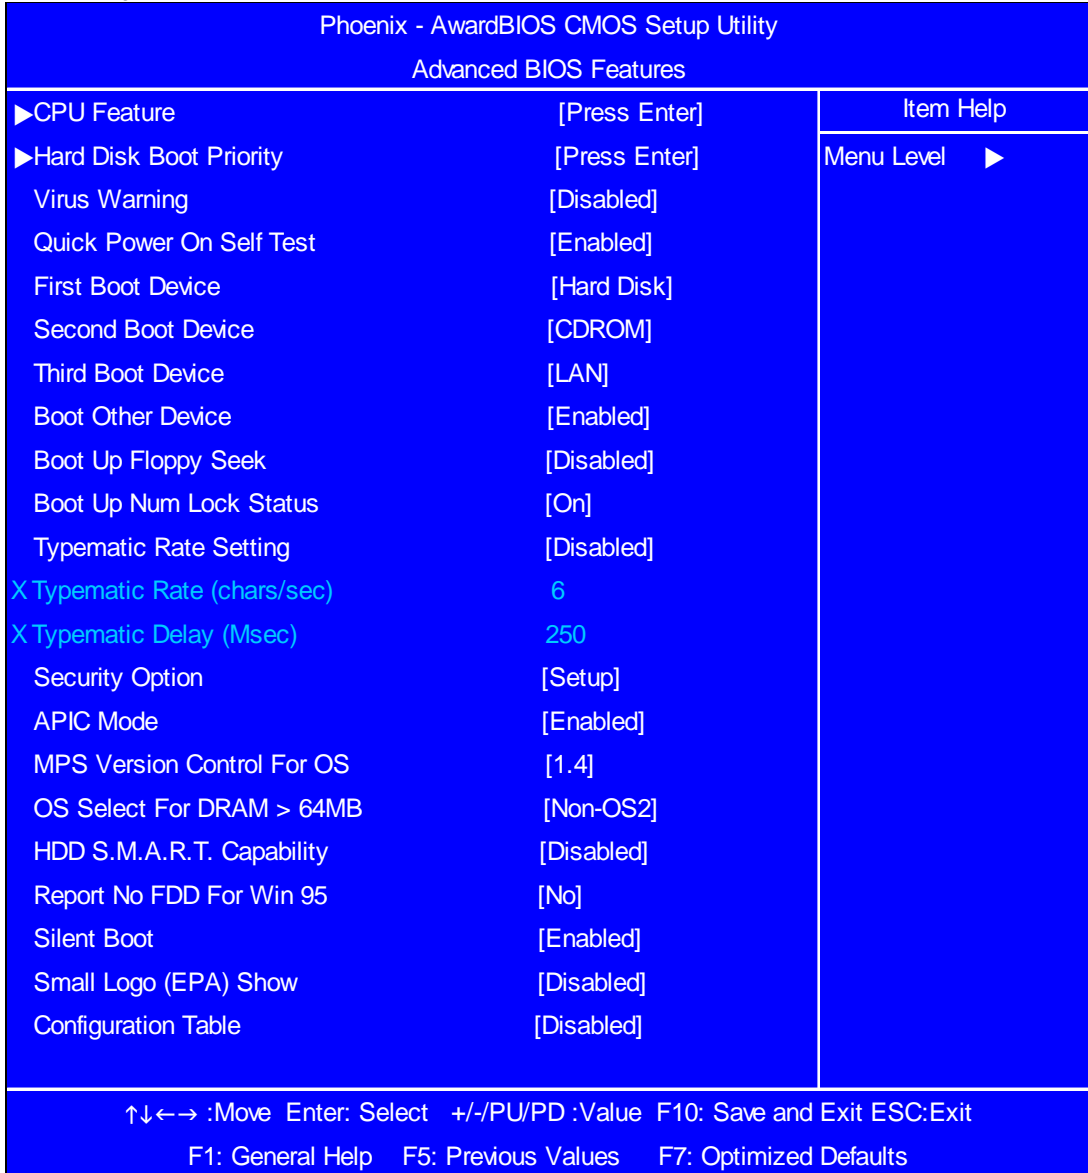 Phoenix - AwardBIOS CMOS Setup Utility
Advanced BIOS Features
▶CPU Feature [Press Enter] Item Help
▶Hard Disk Boot Priority [Press Enter] Menu Level ▶
Virus Warning [Disabled]
Quick Power On Self Test [Enabled]
First Boot Device [Hard Disk]
Second Boot Device [CDROM]
Third Boot Device [LAN]
Boot Other Device [Enabled]
Boot Up Floppy Seek [Disabled]
Boot Up Num Lock Status [On]
Typematic Rate Setting [Disabled]
X Typematic Rate (chars/sec) 6
X Typematic Delay (Msec) 250
Security Option [Setup]
APIC Mode [Enabled]
MPS Version Control For OS [1.4]
OS Select For DRAM > 64MB [Non-OS2]
HDD S.M.A.R.T. Capability [Disabled]
Report No FDD For Win 95 [No]
Silent Boot [Enabled]
Small Logo (EPA) Show [Disabled]
Configuration Table [Disabled]
↑↓←→ :Move Enter: Select +/-/PU/PD :Value F10: Save and Exit ESC:Exit
F1: General Help F5: Previous Values F7: Optimized Defaults